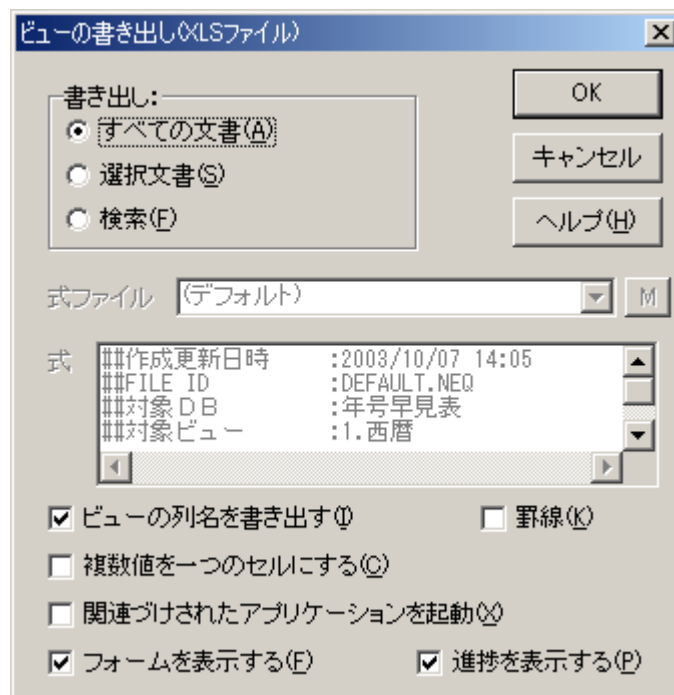 ビューの書き出し(XLSファイル)
書き出し:
すべての文書(A)
選択文書(S)
検索(F)
OK
キャンセル
ヘルプ(H)
式ファイル (デフォルト) M
式
##作成更新日時 :2003/10/07 14:05
##FILE ID :DEFAULT.NEQ
##対象DB :年号早見表
##対象ビュー :1.西暦
ビューの列名を書き出す(I) 罫線(K)
複数値を一つのセルにする(C)
関連づけされたアプリケーションを起動(X)
フォームを表示する(F) 進捗を表示する(P)